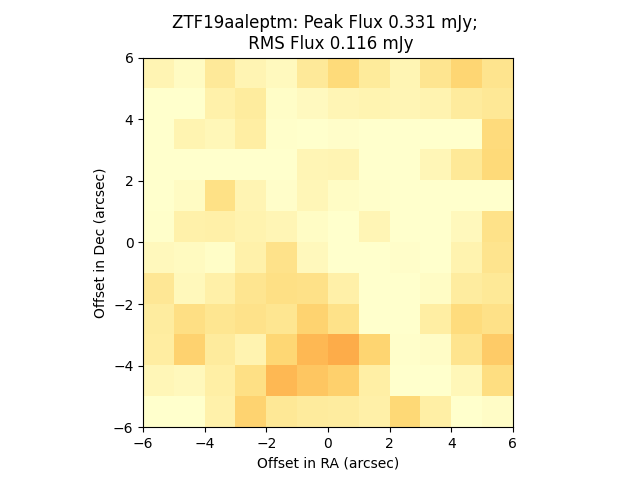 ZTF19aaleptm: Peak Flux 0.331 mJy;
RMS Flux 0.116 mJy
6
4
2
0
−2
−4
−6
Offset in Dec (arcsec)
−6 −4 −2 0 2 4 6
Offset in RA (arcsec)